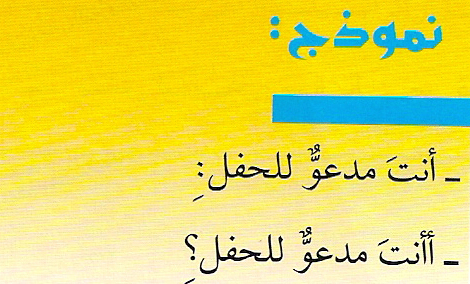 نموذج:
ـ أنتَ مدعوٌّ للحفلِ:
ـ أأنتَ مدعوٌّ للحفلِ؟